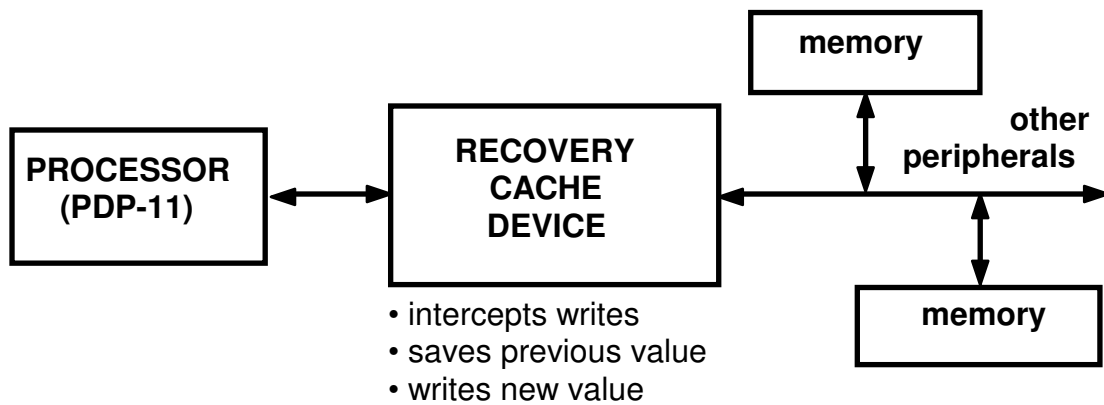 PROCESSOR
(PDP-11)
RECOVERY
CACHE
DEVICE
• intercepts writes
• saves previous value
• writes new value
memory
other
peripherals
memory